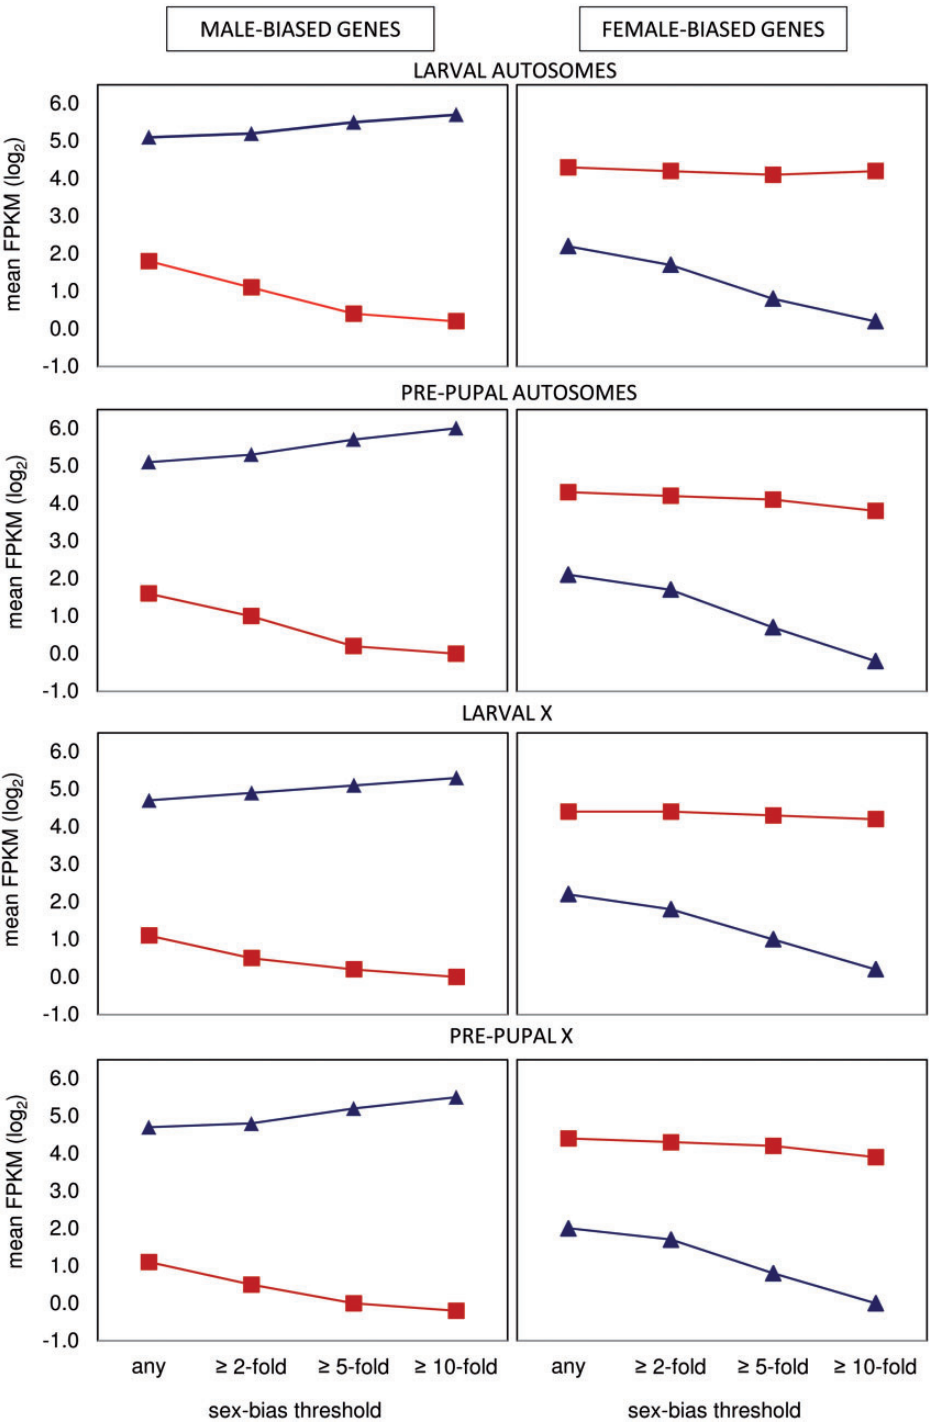 MALE-BIASED GENES
FEMALE-BIASED GENES
LARVAL AUTOSOMES
mean FPKM (log2)
6.0
5.0
4.0
3.0
2.0
1.0
0.0
-1.0
PRE-PUPAL AUTOSOMES
mean FPKM (log2)
6.0
5.0
4.0
3.0
2.0
1.0
0.0
-1.0
LARVAL X
mean FPKM (log2)
6.0
5.0
4.0
3.0
2.0
1.0
0.0
-1.0
PRE-PUPAL X
mean FPKM (log2)
6.0
5.0
4.0
3.0
2.0
1.0
0.0
-1.0
any ≥ 2-fold ≥ 5-fold ≥ 10-fold
any ≥ 2-fold ≥ 5-fold ≥ 10-fold
sex-bias threshold
sex-bias threshold